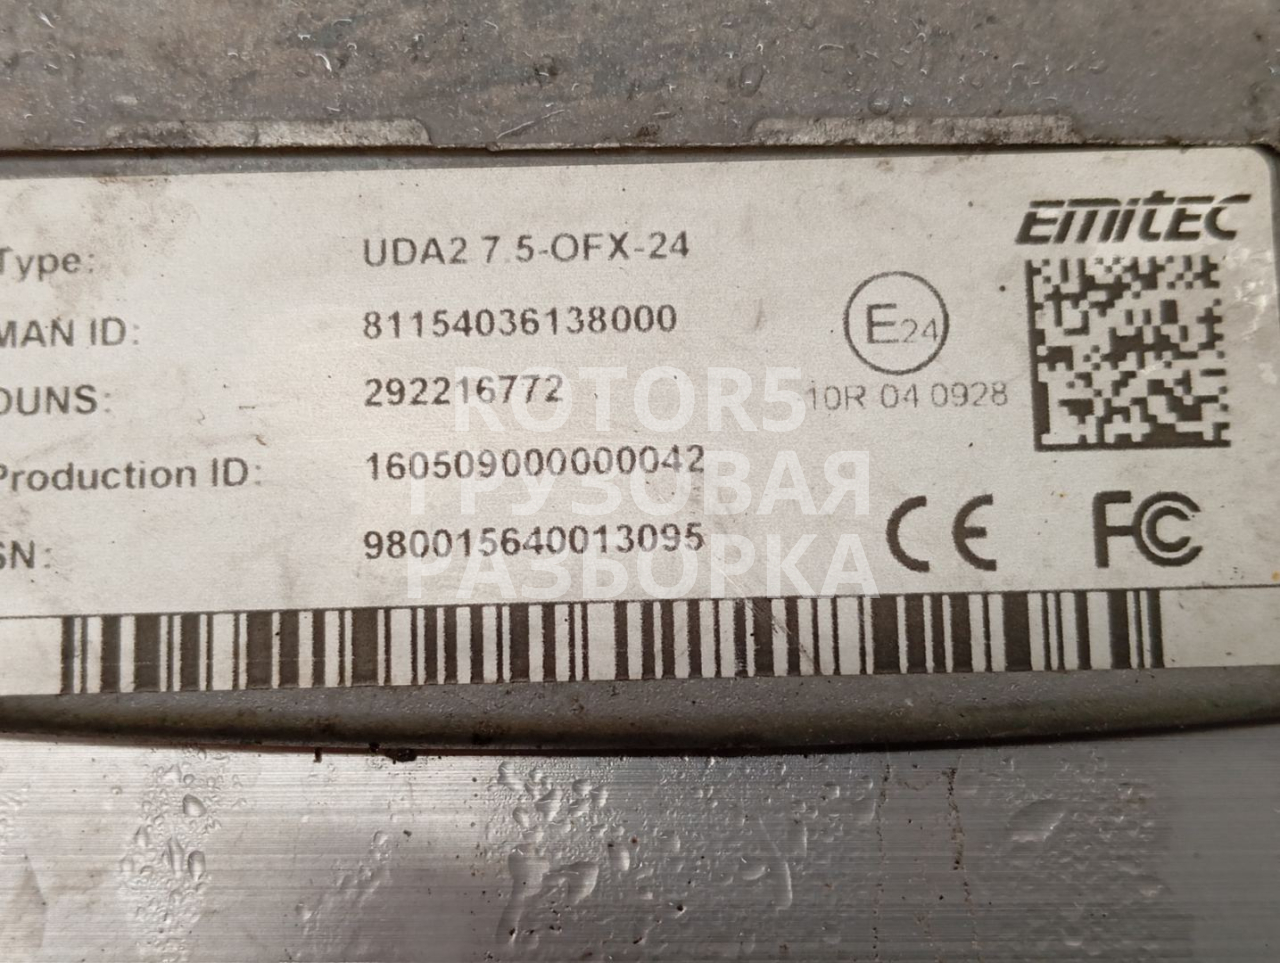 EMITEC
Type: UDA2 7.5-OFX-24
MAN ID: 81154036138000
E24
DUNS: 292216772
10R 04 0928
Production ID: 160509000000042
SN: 980015640013095
CE FC
ROTOR5
ГРУЗОВАЯ
РАЗБОРКА